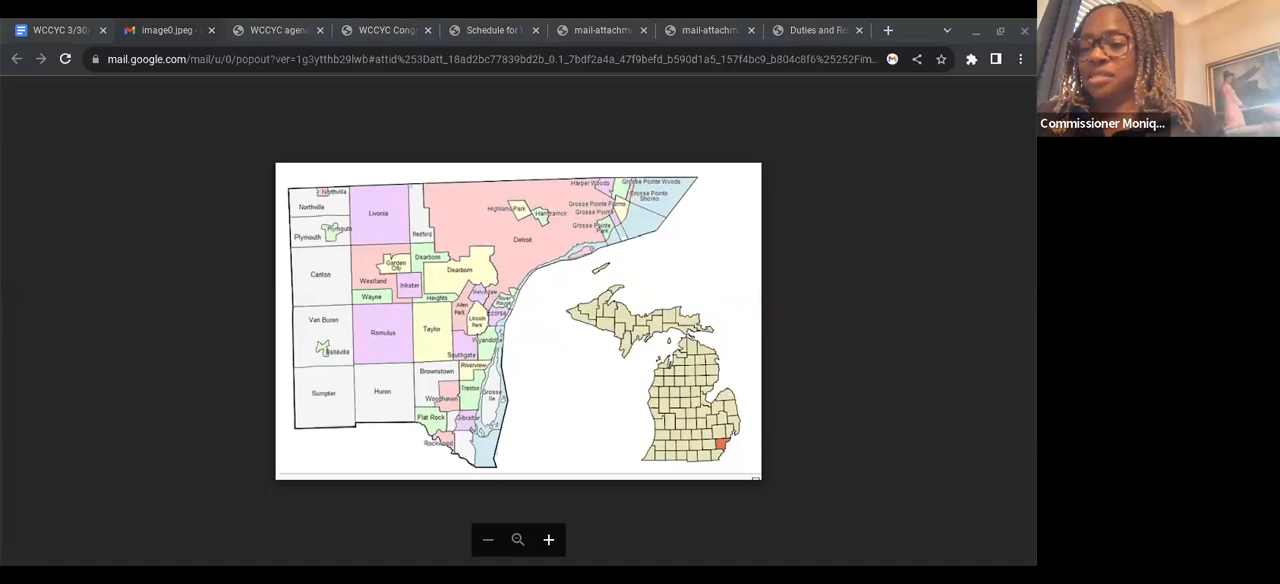 WCCYC 3/30/
image0.jpeg -
WCCYC agen
WCCYC Cong
Schedule for
mail-attachm
mail-attachm
Duties and Re
mail.google.com/mail/u/0/popout?ver=1g3ytthb29lwb#attid%253Datt_18ad2bc77839bd2b_0.1_7bdf2a4a_47f9befd_b590d1a5_157f4bc9_b804c8f6%25252Fim...
Commissioner Moniq...
Northville
Northville
Livonia
Harper Woods
Grosse Pointe Woods
Grosse Pointe
Shores
Highland Park
Hamtramck
Grosse Pointe Farms
Grosse Pointe
Grosse Pointe
Park
Plymouth
Plymouth
Redford
Detroit
Garden
City
Dearborn
Dearborn
Canton
Westland
Inkster
Wayne
Heights
Melvindale
River
Rouge
Allen
Park
Lincoln
Park
Ecorse
Van Buren
Romulus
Taylor
Wyandotte
Belleville
Southgate
Riverview
Brownstown
Sumpter
Huron
Trenton
Grosse
Ile
Woodhaven
Flat Rock
Gibraltar
Rockwood